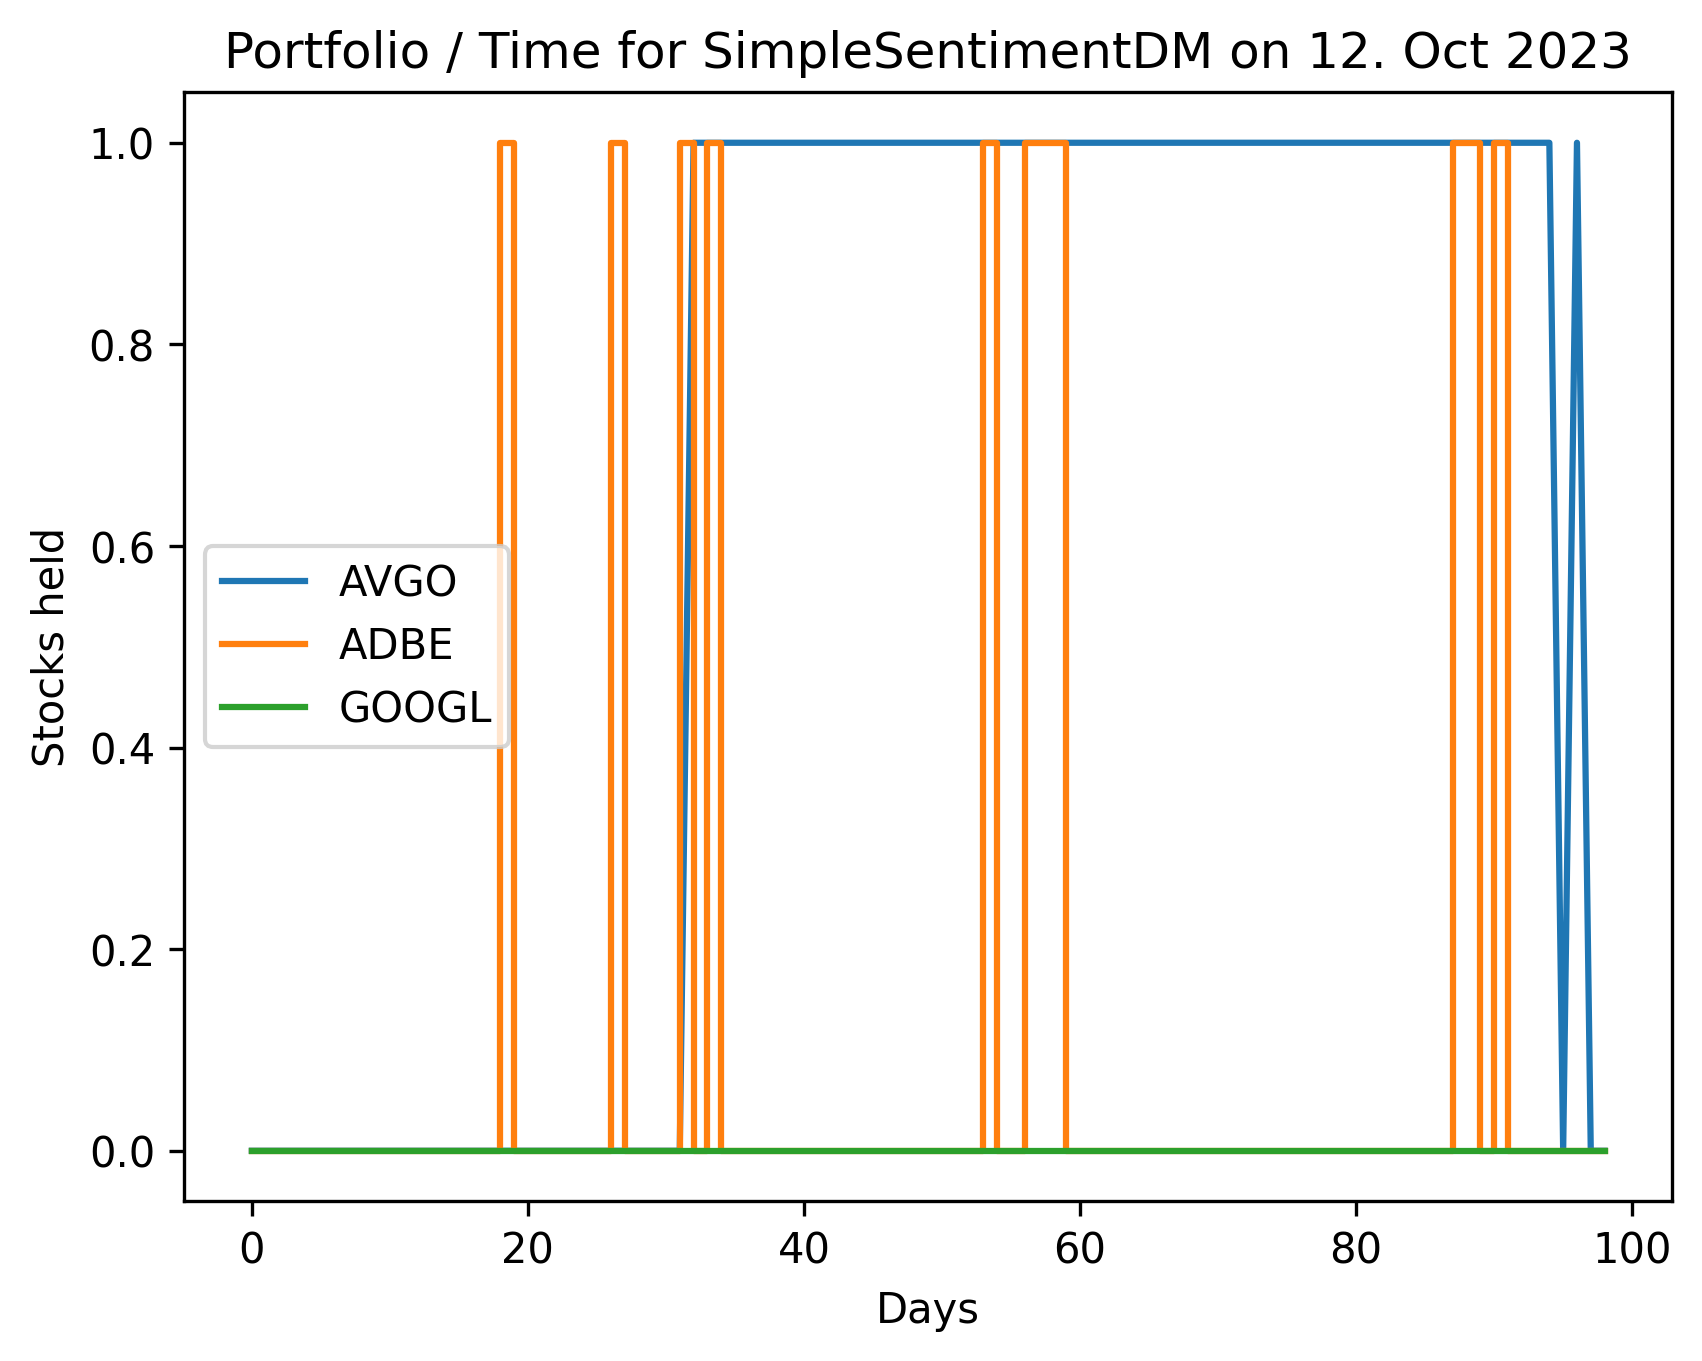 Portfolio / Time for SimpleSentimentDM on 12. Oct 2023
1.0
0.8
0.6
0.4
0.2
0.0
Stocks held
AVGO
ADBE
GOOGL
0 20 40 60 80 100
Days